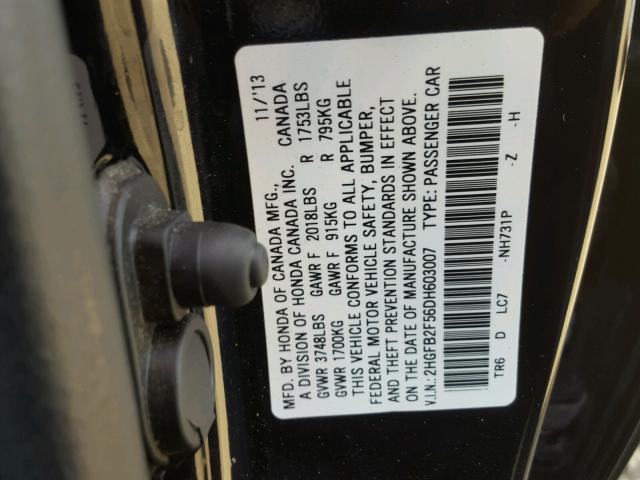 MFD. BY HONDA OF CANADA MFG., 11/'13
A DIVISION OF HONDA CANADA INC. CANADA
GVWR 3748LBS GAWR F 2018LBS R 1753LBS
GVWR 1700KG GAWR F 915KG R 795KG
THIS VEHICLE CONFORMS TO ALL APPLICABLE
FEDERAL MOTOR VEHICLE SAFETY, BUMPER,
AND THEFT PREVENTION STANDARDS IN EFFECT
ON THE DATE OF MANUFACTURE SHOWN ABOVE.
V.I.N.: 2HGFB2F56DH603007 TYPE: PASSENGER CAR
TR6 D LC7 -NH731P -Z -H